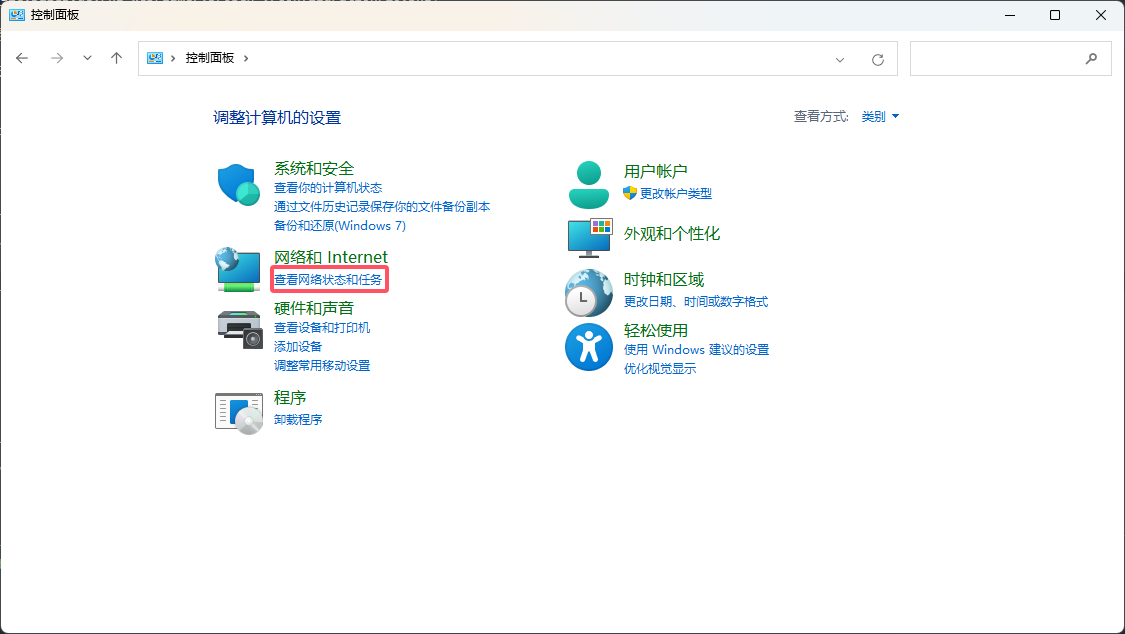 控制面板
控制面板
调整计算机的设置
查看方式: 类别
系统和安全
查看你的计算机状态
通过文件历史记录保存你的文件备份副本
备份和还原(Windows 7)
网络和 Internet
查看网络状态和任务
硬件和声音
查看设备和打印机
添加设备
调整常用移动设置
程序
卸载程序
用户帐户
更改帐户类型
外观和个性化
时钟和区域
更改日期、时间或数字格式
轻松使用
使用 Windows 建议的设置
优化视觉显示